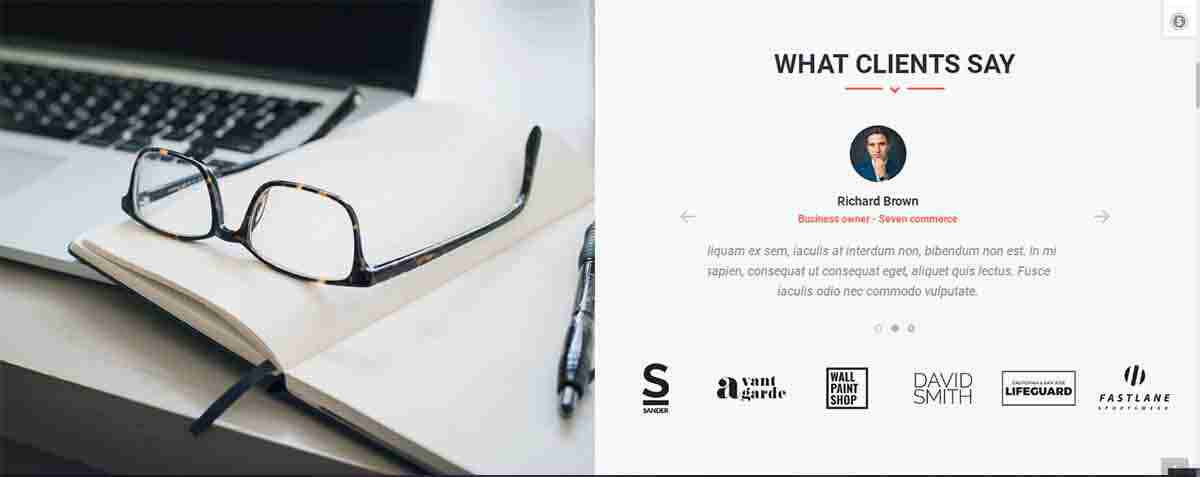 WHAT CLIENTS SAY
Richard Brown
Business owner - Seven commerce
liquam ex sem, iaculis at interdum non, bibendum non est. In mi
sapien, consequat ut consequat eget, aliquet quis lectus. Fusce
iaculis odio nec commodo vulputate.
S
SANDER
avant
garde
WALL
PAINT
SHOP
DAVID
SMITH
LIFEGUARD
FASTLANE
SPORTSWEAR